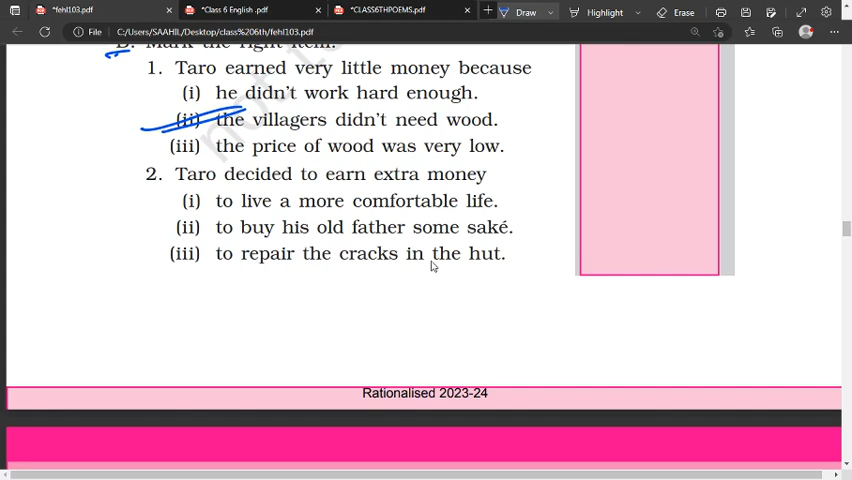 *fehl103.pdf
*Class 6 English .pdf
*CLASS6THPOEMS.pdf
Draw
Highlight
Erase
File
C:/Users/SAAHIL/Desktop/class%206th/fehl103.pdf
Mark the right item.
1. Taro earned very little money because
(i) he didn't work hard enough.
(ii) the villagers didn't need wood.
(iii) the price of wood was very low.
2. Taro decided to earn extra money
(i) to live a more comfortable life.
(ii) to buy his old father some saké.
(iii) to repair the cracks in the hut.
Rationalised 2023-24